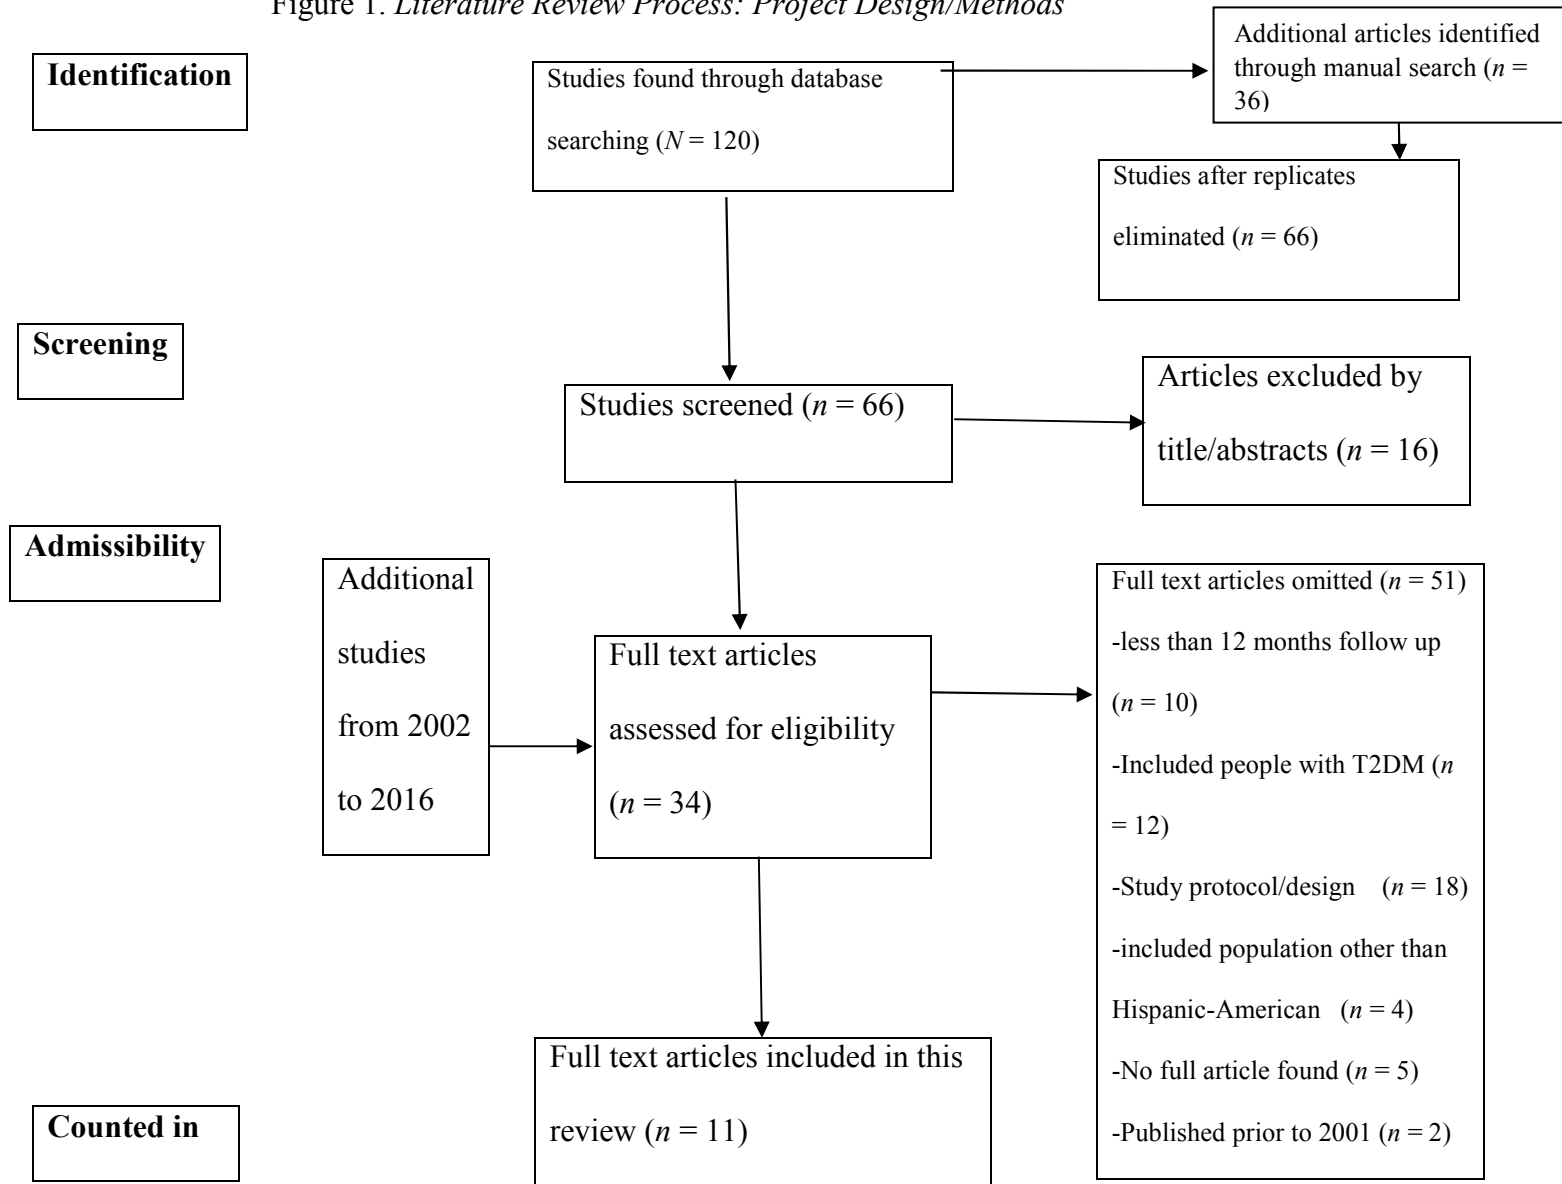 Figure 1. Literature Review Process: Project Design/Methods
Identification
Studies found through database
searching (N = 120)
Additional articles identified
through manual search (n =
36)
Studies after replicates
eliminated (n = 66)
Screening
Studies screened (n = 66)
Articles excluded by
title/abstracts (n = 16)
Admissibility
Additional
studies
from 2002
to 2016
Full text articles
assessed for eligibility
(n = 34)
Full text articles omitted (n = 51)
-less than 12 months follow up
(n = 10)
-Included people with T2DM (n
= 12)
-Study protocol/design (n = 18)
-included population other than
Hispanic-American (n = 4)
-No full article found (n = 5)
-Published prior to 2001 (n = 2)
Counted in
Full text articles included in this
review (n = 11)